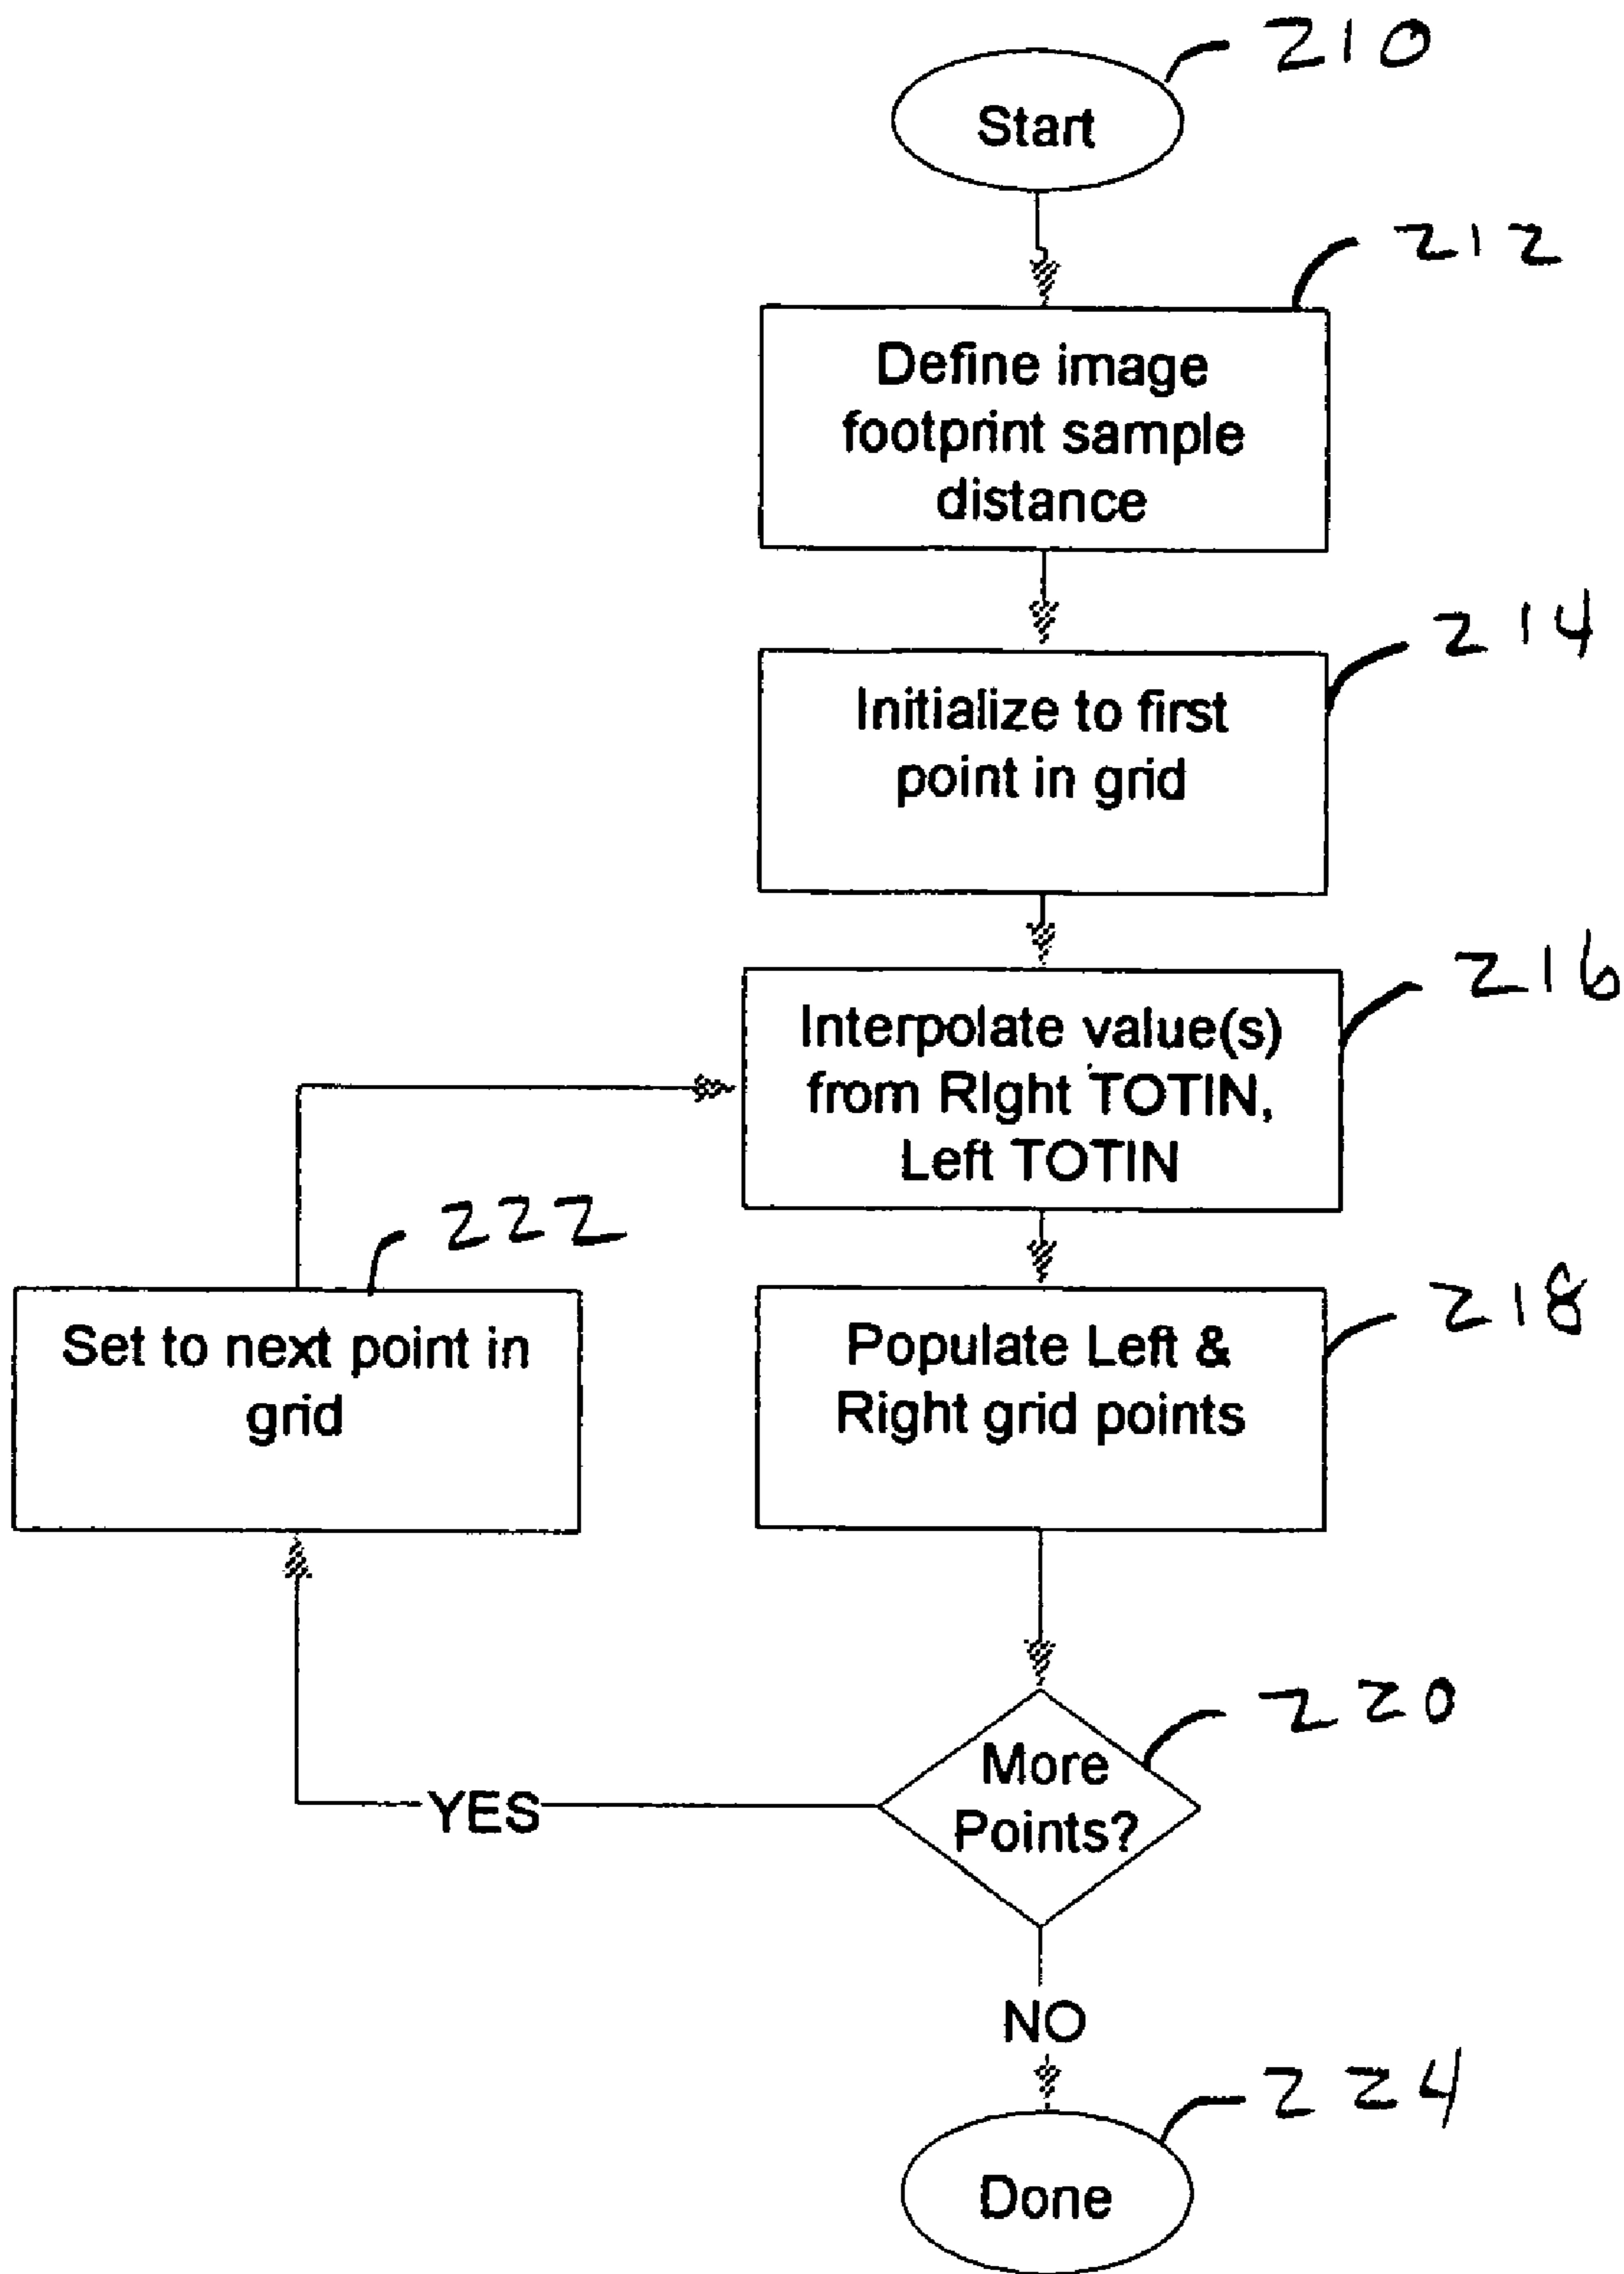 210
Start
212
Define image
footprint sample
distance
214
Initialize to first
point in grid
216
Interpolate value(s)
from RIght TOTIN,
Left TOTIN
222
Set to next point in
grid
218
Populate Left &
Right grid points
220
More
Points?
YES
NO
224
Done